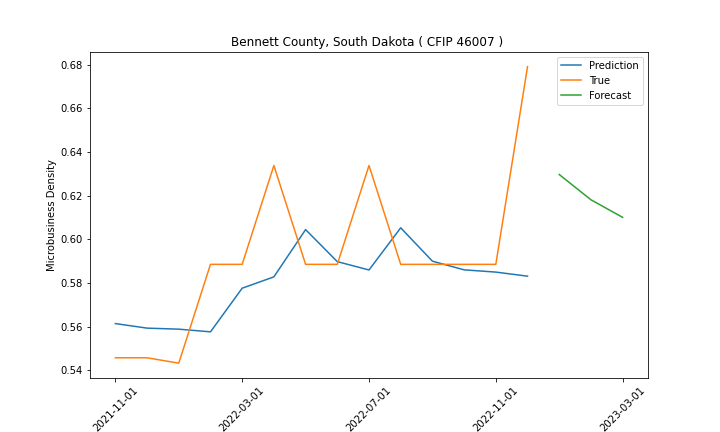 Bennett County, South Dakota ( CFIP 46007 )
Prediction
True
Forecast
Microbusiness Density
0.68
0.66
0.64
0.62
0.60
0.58
0.56
0.54
2021-11-01
2022-03-01
2022-07-01
2022-11-01
2023-03-01